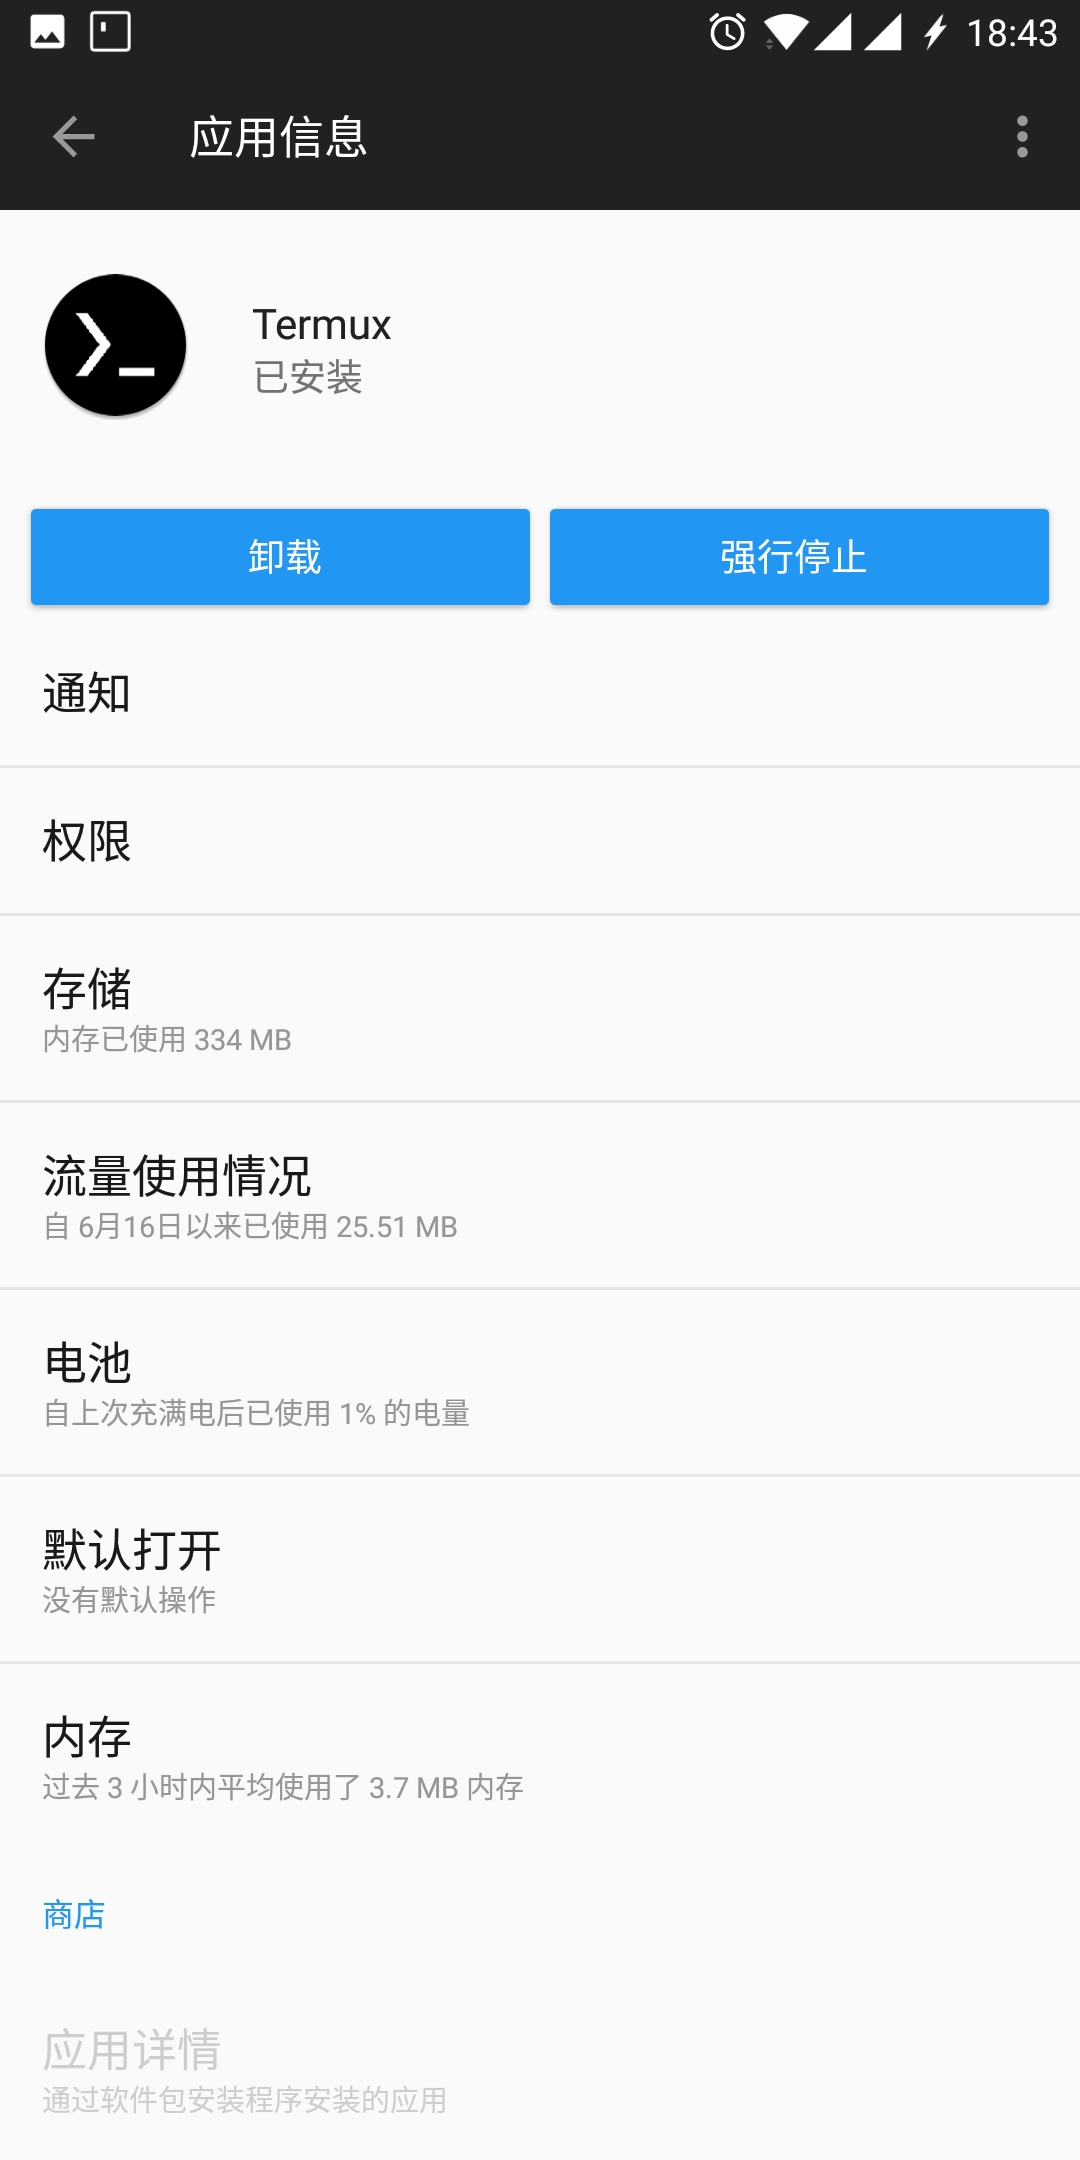 18:43
应用信息
Termux
已安装
卸载
强行停止
通知
权限
存储
内存已使用 334 MB
流量使用情况
自 6月16日以来已使用 25.51 MB
电池
自上次充满电后已使用 1% 的电量
默认打开
没有默认操作
内存
过去 3 小时内平均使用了 3.7 MB 内存
商店
应用详情
通过软件包安装程序安装的应用